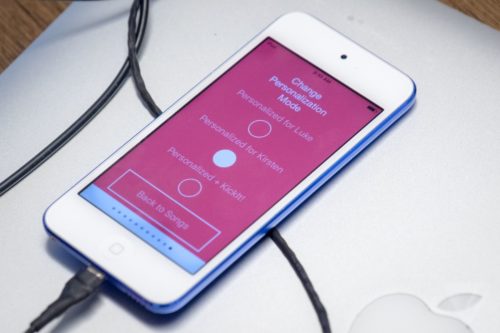 Change
Personalization
Mode
Personalized for Luke
Personalized for Kirsten
Personalized + KickIt!
Back to Songs